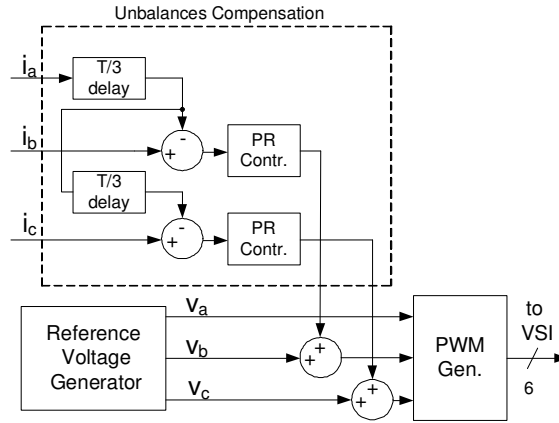 Unbalances Compensation
i_a
T/3
delay
-
i_b
+
PR
Contr.
T/3
delay
-
i_c
+
PR
Contr.
Reference
Voltage
Generator
v_a
v_b
v_c
+
+
+
+
PWM
Gen.
to
VSI
6